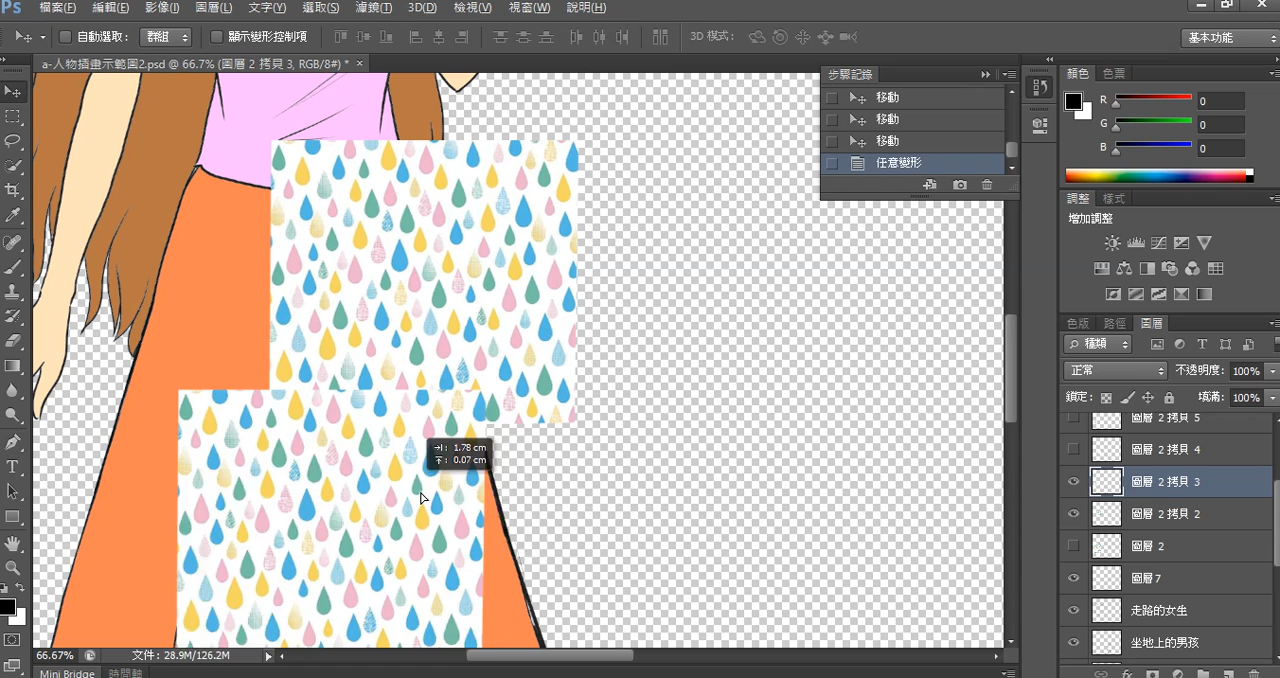 Ps 檔案(F) 編輯(E) 影像(I) 圖層(L) 文字(Y) 選取(S) 濾鏡(T) 3D(D) 檢視(V) 視窗(W) 說明(H)
自動選取： 群組 顯示變形控制項 3D 模式： 基本功能
a-人物插畫示範圖2.psd @ 66.7% (圖層 2 拷貝 3, RGB/8#) * ×
步驟記錄
移動
移動
移動
任意變形
顏色 色票
R 0
G 0
B 0
調整 樣式
增加調整
色版 路徑 圖層
種類
正常 不透明度： 100%
鎖定： 填滿： 100%
圖層 2 拷貝 5
圖層 2 拷貝 4
圖層 2 拷貝 3
圖層 2 拷貝 2
圖層 2
圖層 7
走路的女生
坐地上的男孩
→I： 1.78 cm
0.07 cm
66.67% 文件：28.9M/126.2M
Mini Bridge 時間軸